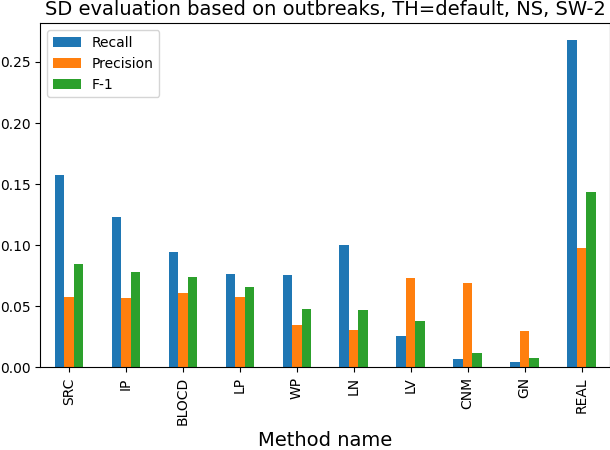 SD evaluation based on outbreaks, TH=default, NS, SW-2
Recall
Precision
F-1
0.25
0.20
0.15
0.10
0.05
0.00
SRC
IP
BLOCD
LP
WP
LN
LV
CNM
GN
REAL
Method name